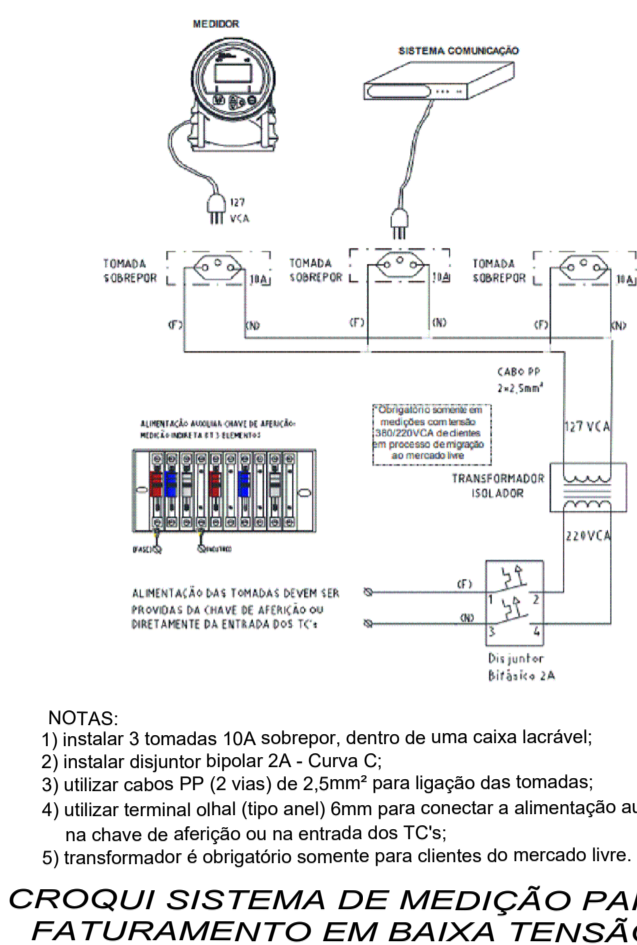 MEDIDOR
SISTEMA COMUNICAÇÃO
127
VCA
TOMADA
SOBREPOR
10A
TOMADA
SOBREPOR
10A
TOMADA
SOBREPOR
10A
(F)
(N)
(F)
(N)
(F)
(N)
CABO PP
2x2,5mm²
*Obrigatório somente em
medições com tensão
380/220VCA de clientes
em processo de migração
ao mercado livre
127 VCA
ALIMENTAÇÃO AUXILIAR CHAVE DE AFERIÇÃO:
MEDIÇÃO INDIRETA BT 3 ELEMENTOS
TRANSFORMADOR
ISOLADOR
220VCA
(FASE)
(NEUTRO)
ALIMENTAÇÃO DAS TOMADAS DEVEM SER
PROVIDAS DA CHAVE DE AFERIÇÃO OU
DIRETAMENTE DA ENTRADA DOS TC's
(F)
(N)
1
2
3
4
Disjuntor
Bifásico 2A
NOTAS:
1) instalar 3 tomadas 10A sobrepor, dentro de uma caixa lacrável;
2) instalar disjuntor bipolar 2A - Curva C;
3) utilizar cabos PP (2 vias) de 2,5mm² para ligação das tomadas;
4) utilizar terminal olhal (tipo anel) 6mm para conectar a alimentação au
na chave de aferição ou na entrada dos TC's;
5) transformador é obrigatório somente para clientes do mercado livre.
CROQUI SISTEMA DE MEDIÇÃO PAR
FATURAMENTO EM BAIXA TENSÃO